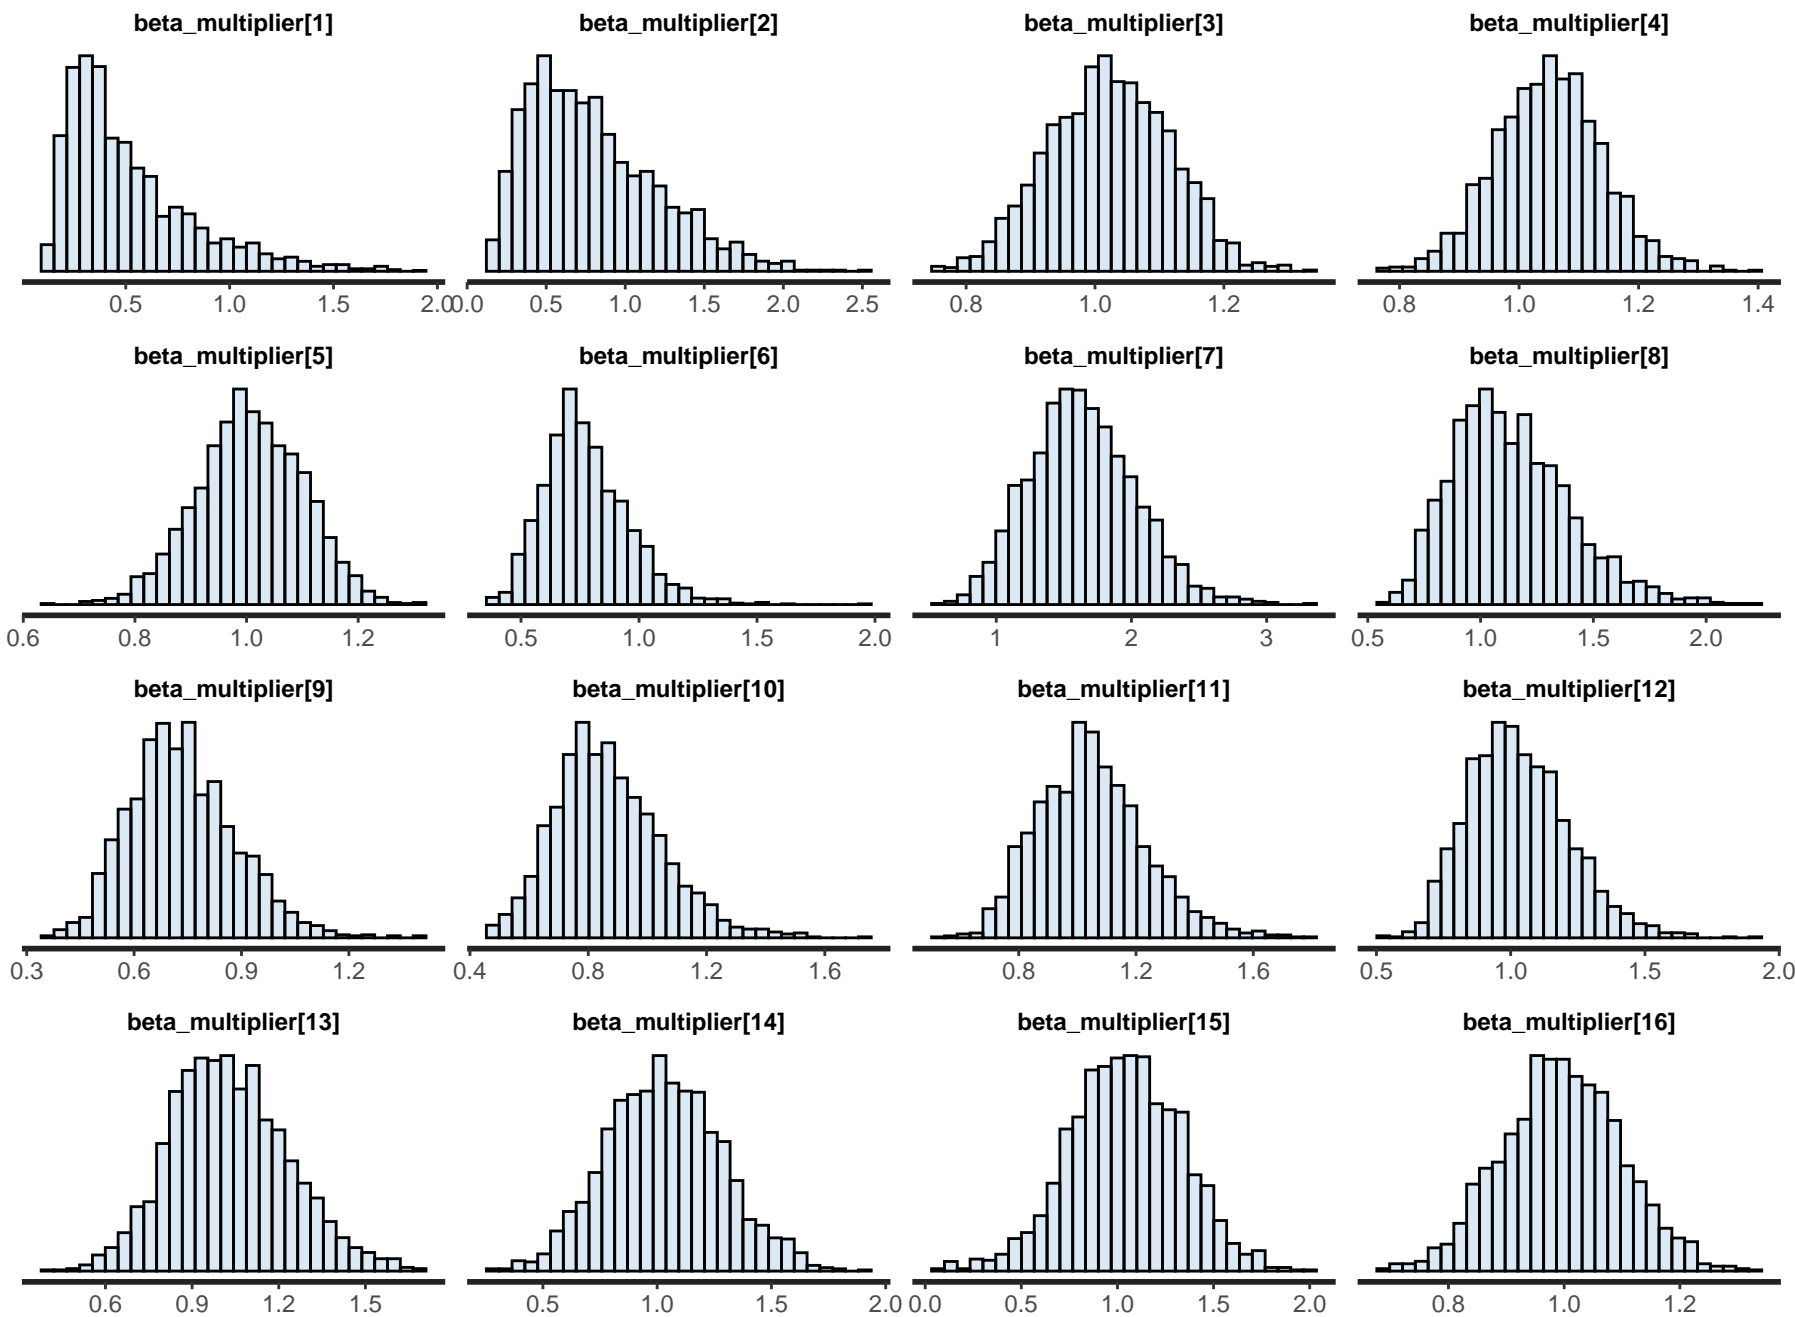 beta_multiplier[1] beta_multiplier[2] beta_multiplier[3] beta_multiplier[4]
0.5 1.0 1.5 2.0 0.0 0.5 1.0 1.5 2.0 2.5 0.8 1.0 1.2 0.8 1.0 1.2 1.4
beta_multiplier[5] beta_multiplier[6] beta_multiplier[7] beta_multiplier[8]
0.6 0.8 1.0 1.2 0.5 1.0 1.5 2.0 1 2 3 0.5 1.0 1.5 2.0
beta_multiplier[9] beta_multiplier[10] beta_multiplier[11] beta_multiplier[12]
0.3 0.6 0.9 1.2 0.4 0.8 1.2 1.6 0.8 1.2 1.6 0.5 1.0 1.5 2.0
beta_multiplier[13] beta_multiplier[14] beta_multiplier[15] beta_multiplier[16]
0.6 0.9 1.2 1.5 0.5 1.0 1.5 2.0 0.0 0.5 1.0 1.5 2.0 0.8 1.0 1.2